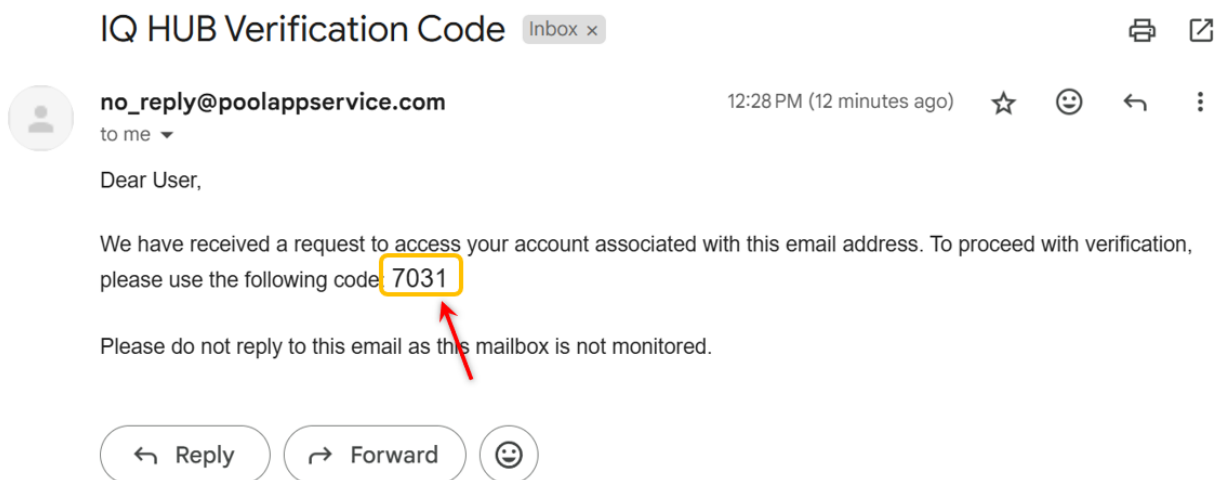 IQ HUB Verification Code Inbox ×
no_reply@poolappservice.com 12:28 PM (12 minutes ago)
to me
Dear User,
We have received a request to access your account associated with this email address. To proceed with verification,
please use the following code: 7031
Please do not reply to this email as this mailbox is not monitored.
Reply Forward